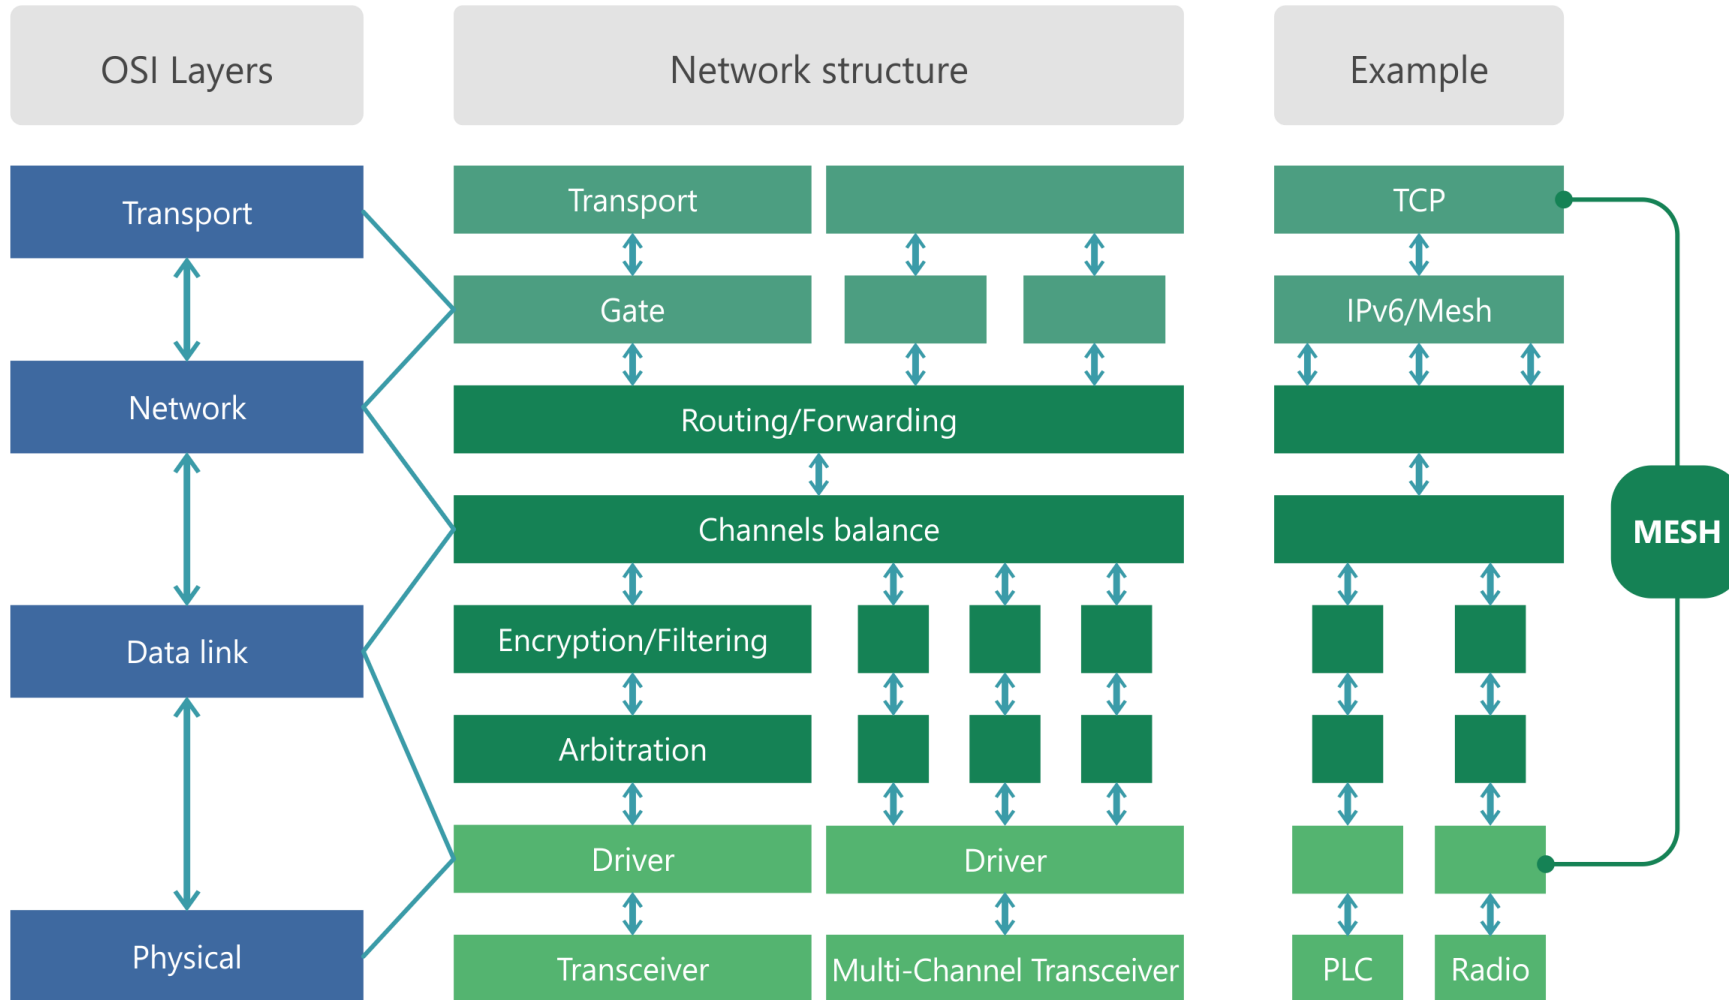 OSI Layers
Network structure
Example
Transport
Transport
TCP
Gate
IPv6/Mesh
Network
Routing/Forwarding
Channels balance
MESH
Data link
Encryption/Filtering
Arbitration
Driver
Driver
Physical
Transceiver
Multi-Channel Transceiver
PLC
Radio